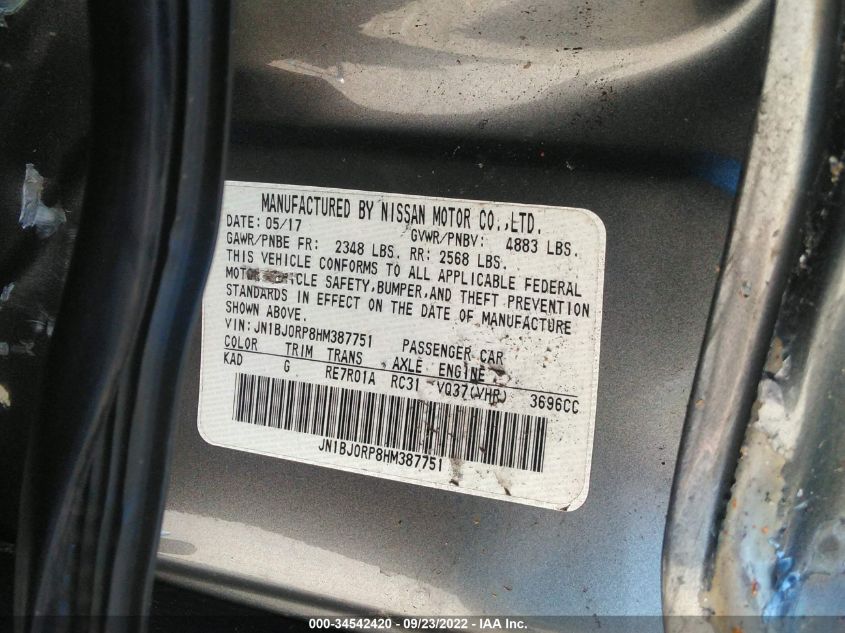 MANUFACTURED BY NISSAN MOTOR CO.,LTD.
DATE: 05/17 GVWR/PNBV: 4883 LBS.
GAWR/PNBE FR: 2348 LBS. RR: 2568 LBS.
THIS VEHICLE CONFORMS TO ALL APPLICABLE FEDERAL
MOTOR VEHICLE SAFETY,BUMPER,AND THEFT PREVENTION
STANDARDS IN EFFECT ON THE DATE OF MANUFACTURE
SHOWN ABOVE.
VIN: JN1BJ0RP8HM387751 PASSENGER CAR
COLOR TRIM TRANS AXLE ENGINE
KAD G RE7R01A RC31 VQ37(VHR) 3696CC
JN1BJ0RP8HM387751
000-34542420 - 09/23/2022 - IAA Inc.